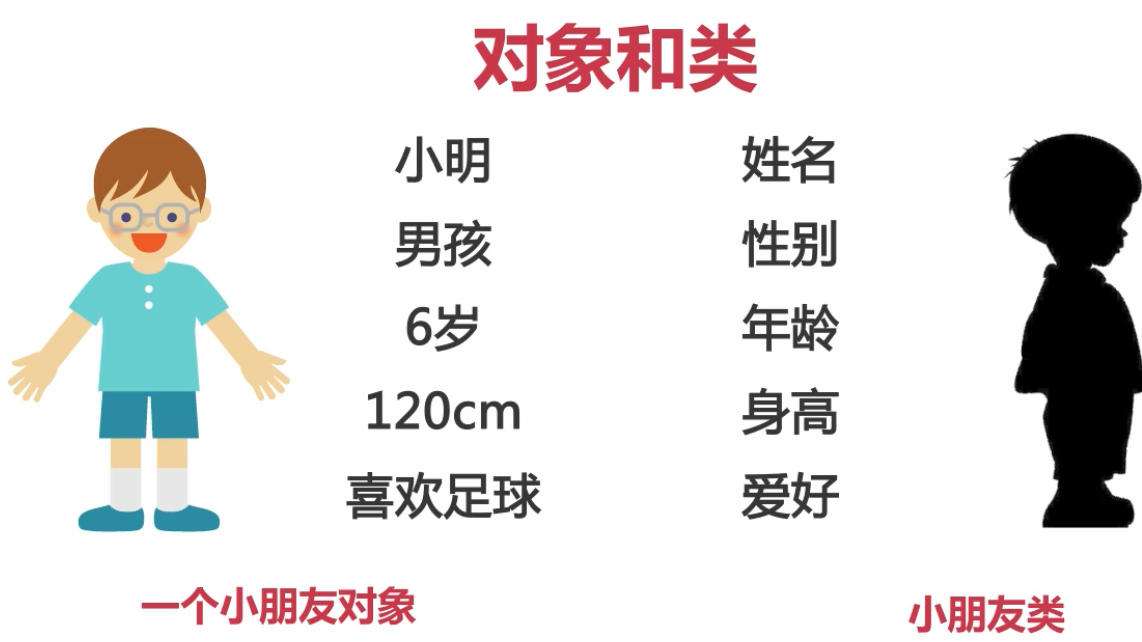 对象和类
小明 姓名
男孩 性别
6岁 年龄
120cm 身高
喜欢足球 爱好
一个小朋友对象 小朋友类